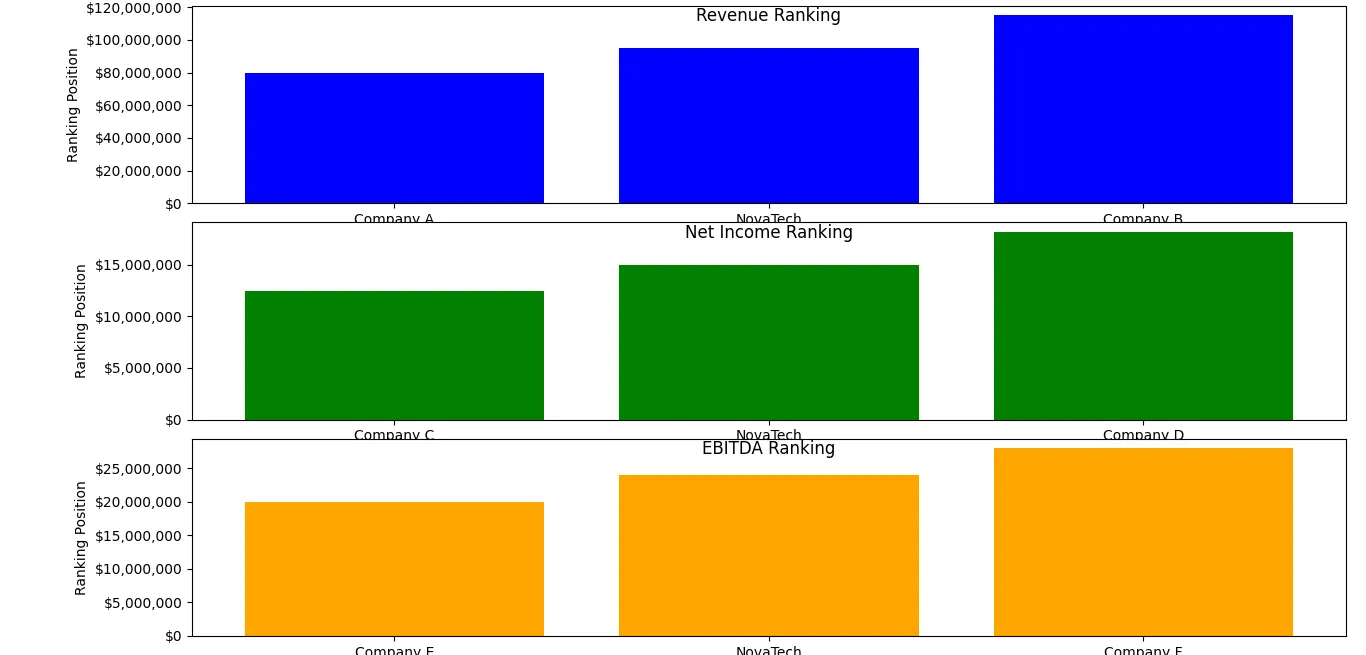 Revenue Ranking
Ranking Position
$120,000,000
$100,000,000
$80,000,000
$60,000,000
$40,000,000
$20,000,000
$0
Company A
NovaTech
Company B
Net Income Ranking
Ranking Position
$15,000,000
$10,000,000
$5,000,000
$0
Company C
NovaTech
Company D
EBITDA Ranking
Ranking Position
$25,000,000
$20,000,000
$15,000,000
$10,000,000
$5,000,000
$0
Company E
NovaTech
Company F